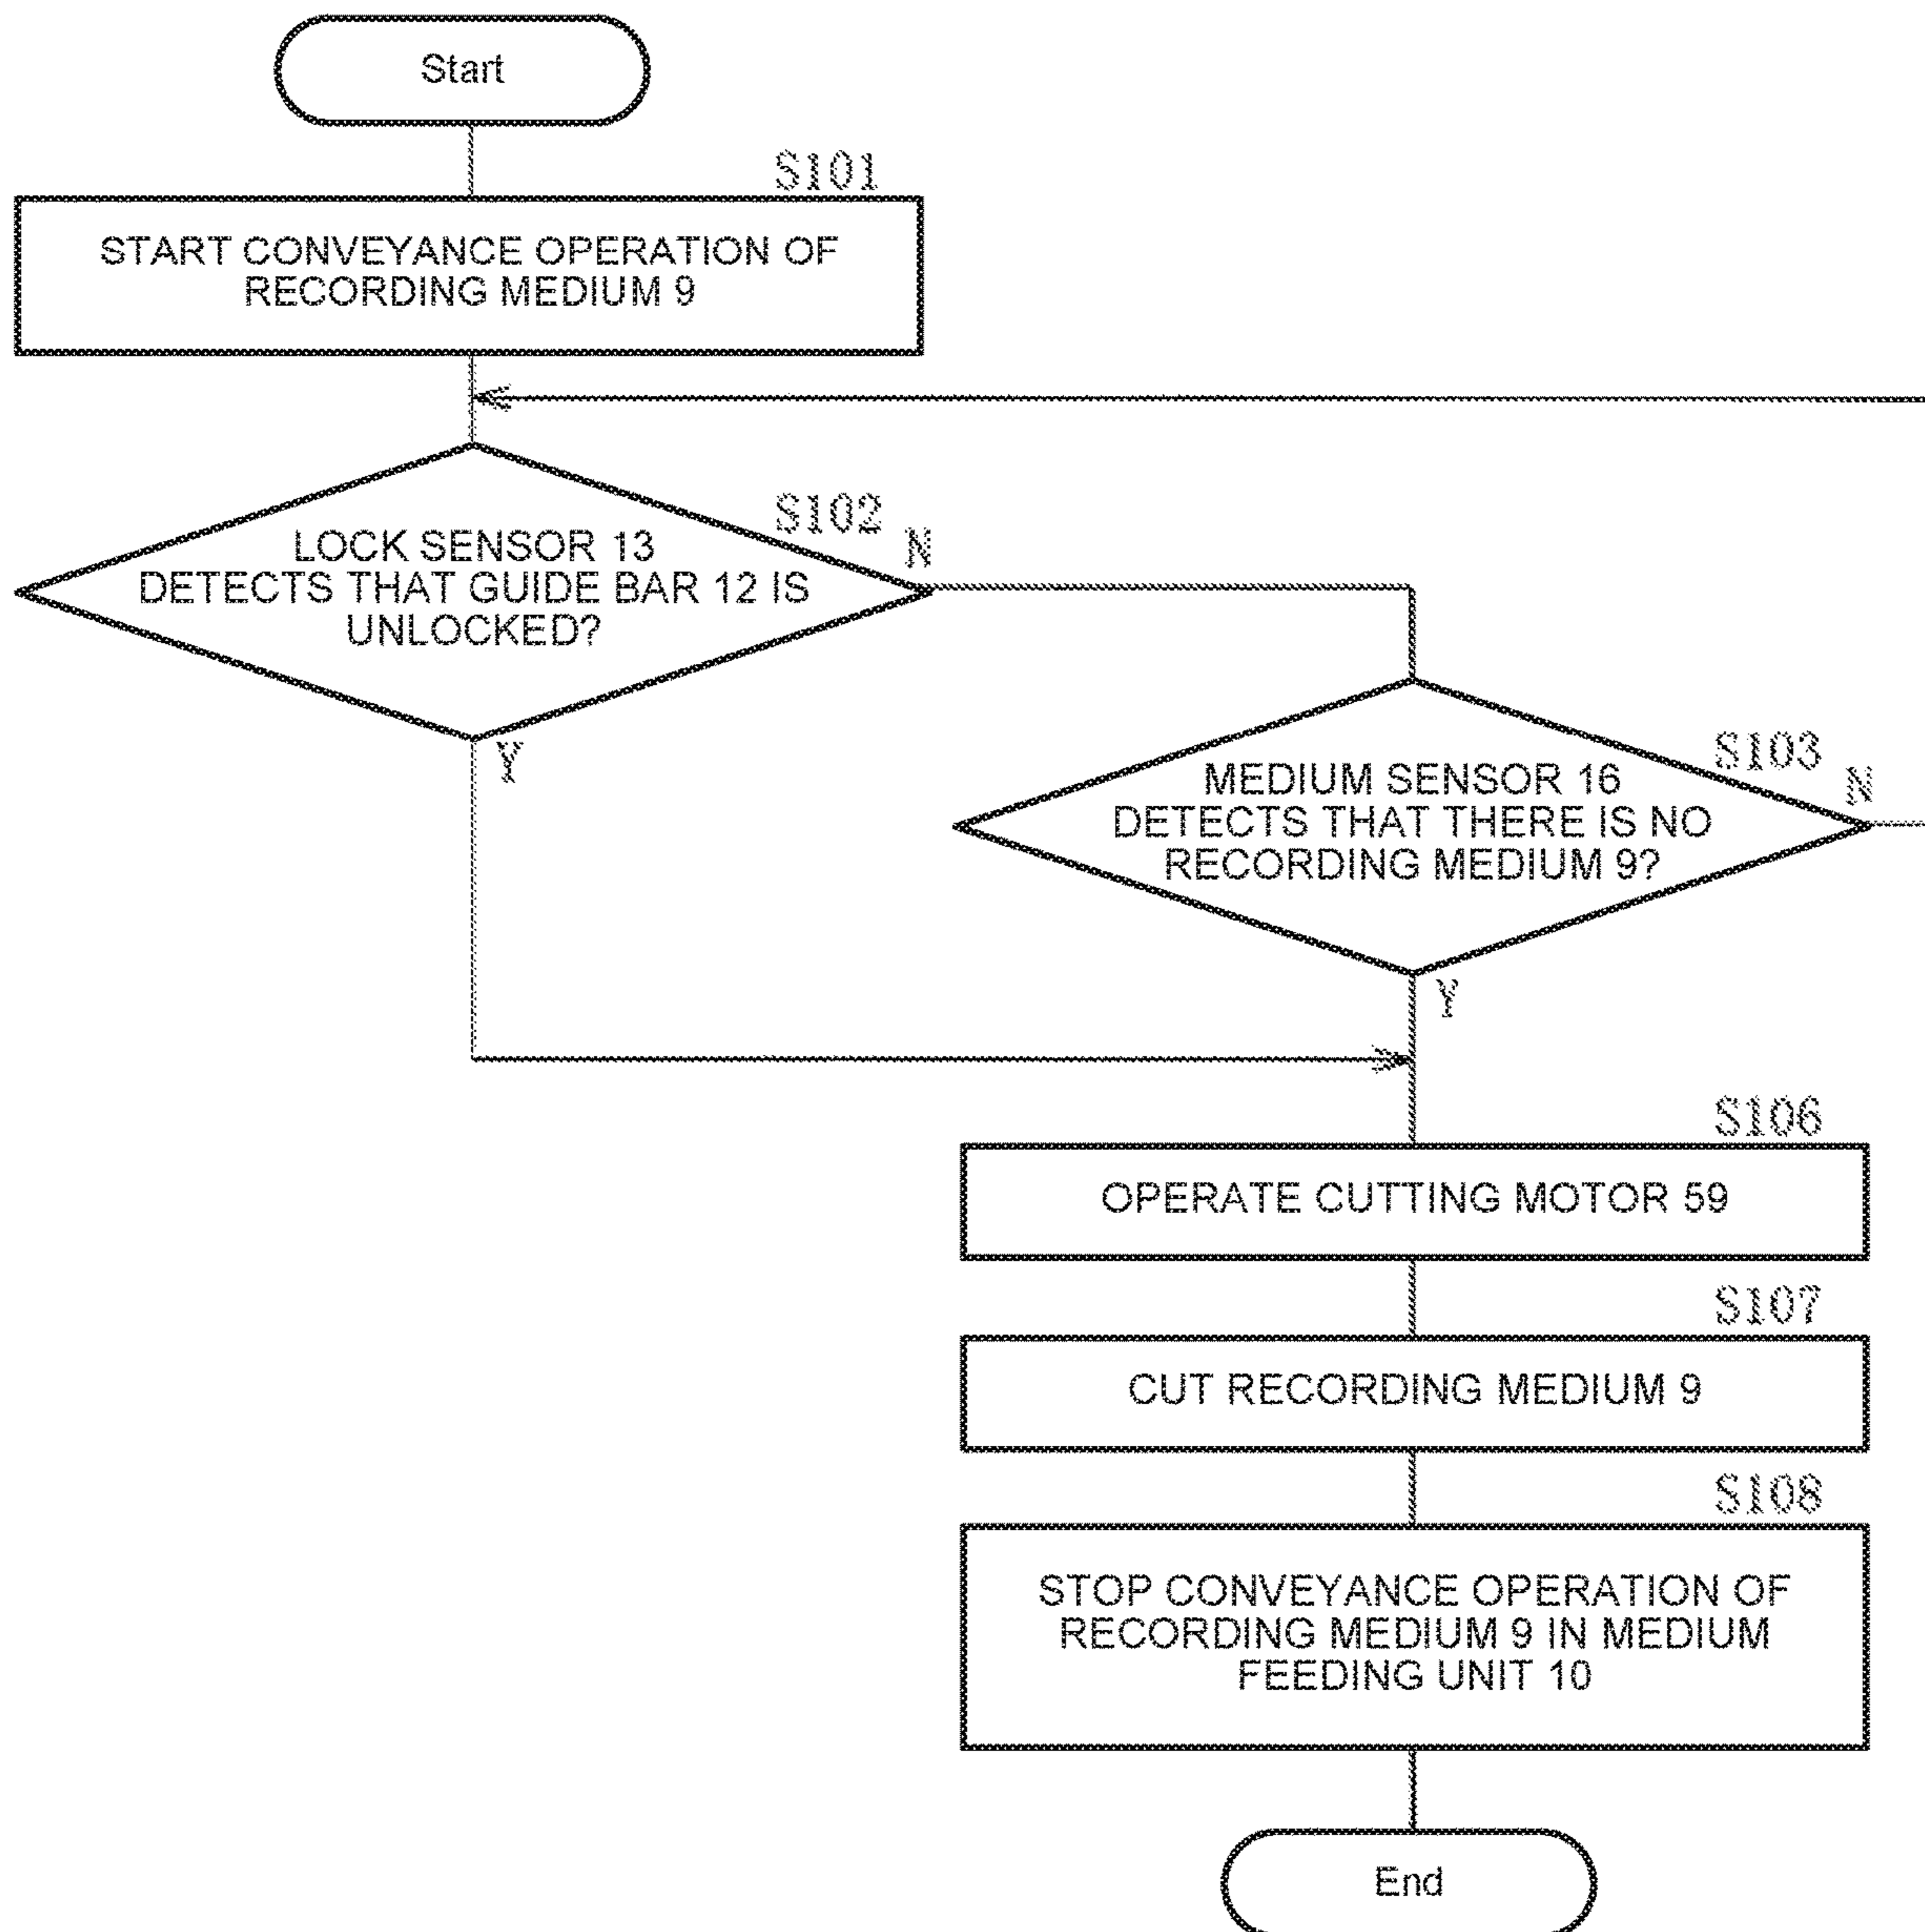 Start
S101
START CONVEYANCE OPERATION OF
RECORDING MEDIUM 9
S102
N
LOCK SENSOR 13
DETECTS THAT GUIDE BAR 12 IS
UNLOCKED?
Y
S103
N
MEDIUM SENSOR 16
DETECTS THAT THERE IS NO
RECORDING MEDIUM 9?
Y
S106
OPERATE CUTTING MOTOR 59
S107
CUT RECORDING MEDIUM 9
S108
STOP CONVEYANCE OPERATION OF
RECORDING MEDIUM 9 IN MEDIUM
FEEDING UNIT 10
End